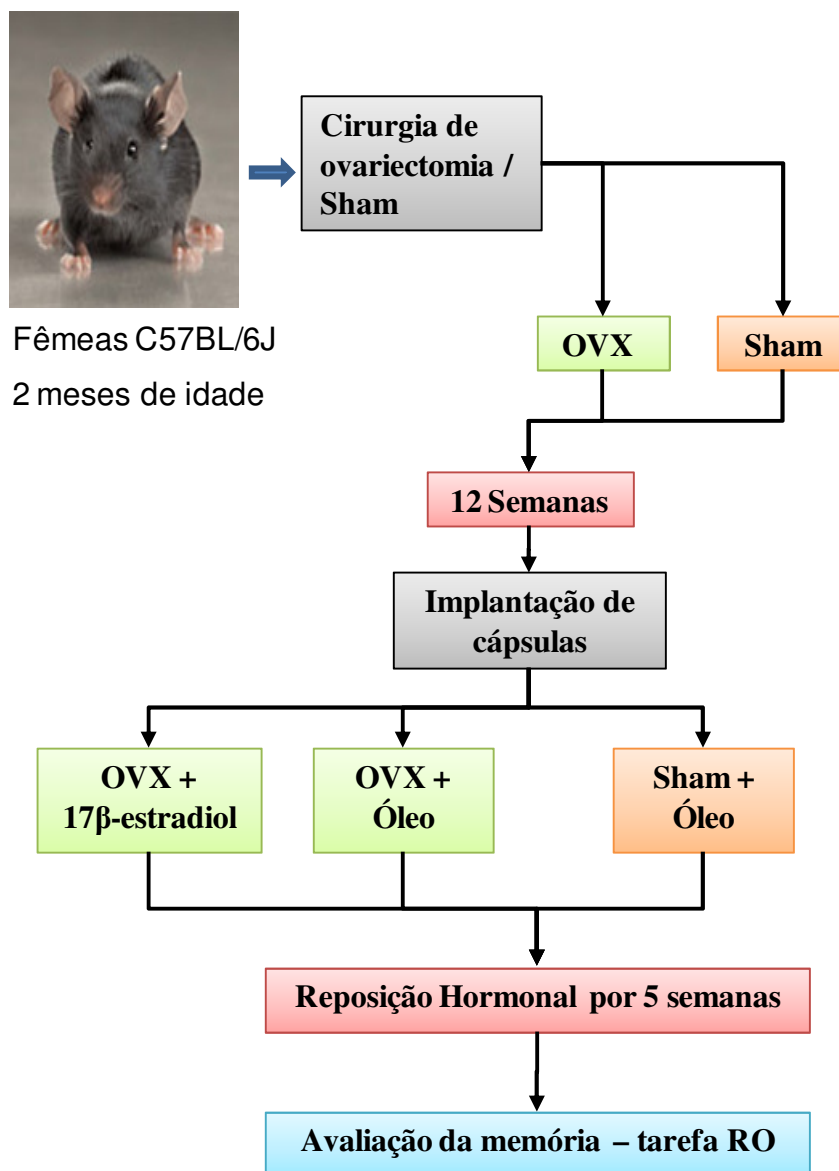 Cirurgia de
ovariectomia /
Sham
Fêmeas C57BL/6J
2 meses de idade
OVX
Sham
12 Semanas
Implantação de
cápsulas
OVX +
17β-estradiol
OVX +
Óleo
Sham +
Óleo
Reposição Hormonal por 5 semanas
Avaliação da memória – tarefa RO